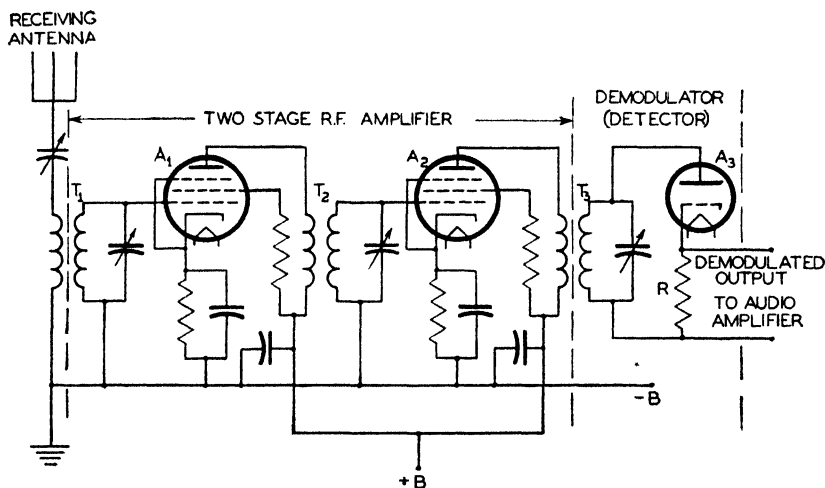 RECEIVING
ANTENNA
TWO STAGE R.F. AMPLIFIER
DEMODULATOR
(DETECTOR)
A1
A2
A3
T1
T2
T3
R
DEMODULATED
OUTPUT
TO AUDIO
AMPLIFIER
-B
+B